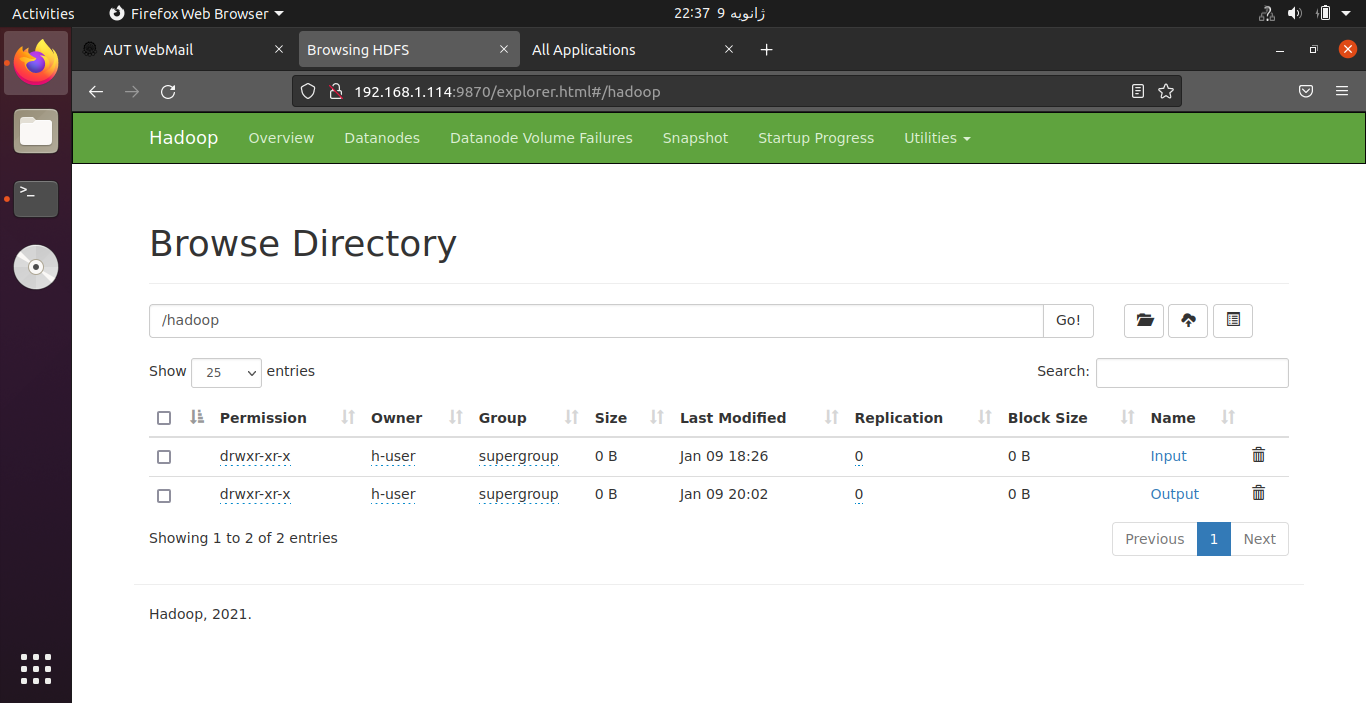 Activities Firefox Web Browser 22:37 9 ژانویه
AUT WebMail Browsing HDFS All Applications
192.168.1.114:9870/explorer.html#/hadoop
Hadoop Overview Datanodes Datanode Volume Failures Snapshot Startup Progress Utilities
Browse Directory
/hadoop Go!
Show 25 entries Search:
Permission Owner Group Size Last Modified Replication Block Size Name
drwxr-xr-x h-user supergroup 0 B Jan 09 18:26 0 0 B Input
drwxr-xr-x h-user supergroup 0 B Jan 09 20:02 0 0 B Output
Showing 1 to 2 of 2 entries Previous 1 Next
Hadoop, 2021.